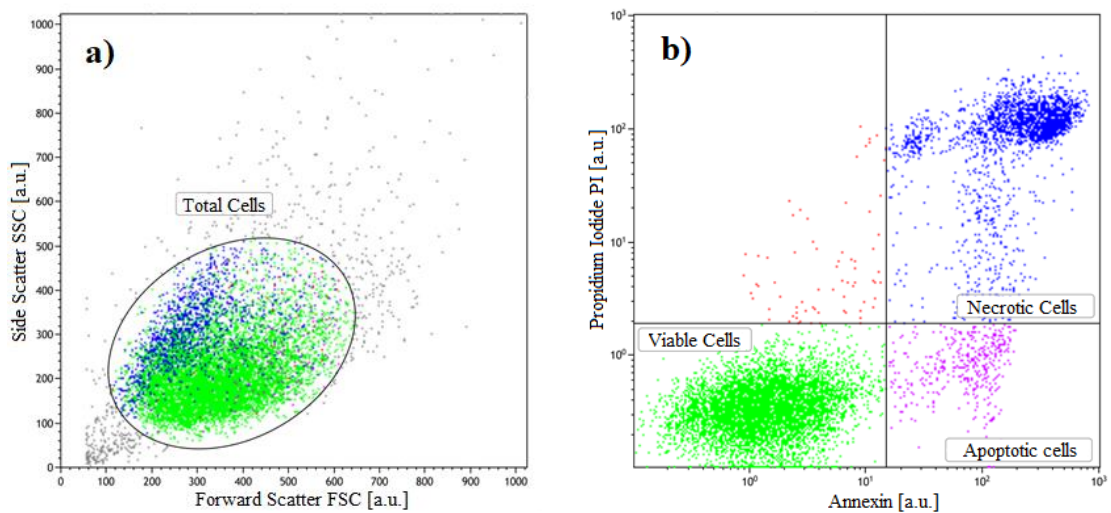 a)
Total Cells
Side Scatter SSC [a.u.]
1000
900
800
700
600
500
400
300
200
100
0
0 100 200 300 400 500 600 700 800 900 1000
Forward Scatter FSC [a.u.]
b)
Propidium Iodide PI [a.u.]
10³
10²
10¹
10⁰
Necrotic Cells
Viable Cells
Apoptotic cells
10⁰ 10¹ 10² 10³
Annexin [a.u.]